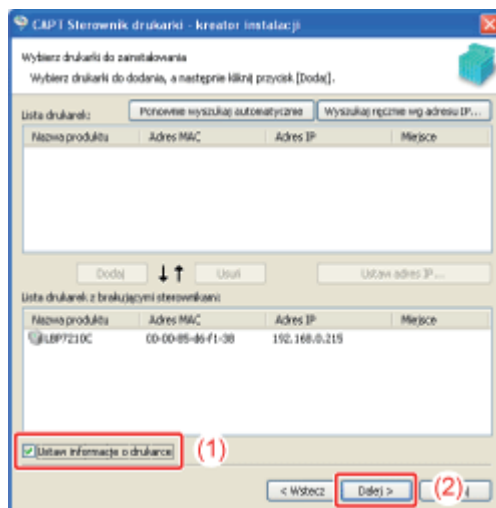 CAPT Sterownik drukarki - kreator instalacji
Wybierz drukarki do zainstalowania
Wybierz drukarki do dodania, a następnie kliknij przycisk [Dodaj].
Lista drukarek:
Ponownie wyszukaj automatycznie
Wyszukaj ręcznie wg adresu IP...
Nazwa produktu Adres MAC Adres IP Miejsce
Dodaj Usuń Ustaw adres IP...
Lista drukarek z brakującymi sterownikami:
Nazwa produktu Adres MAC Adres IP Miejsce
LBP7210C 00-00-85-d6-f1-38 192.168.0.215
Ustaw informacje o drukarce (1)
< Wstecz Dalej > (2)